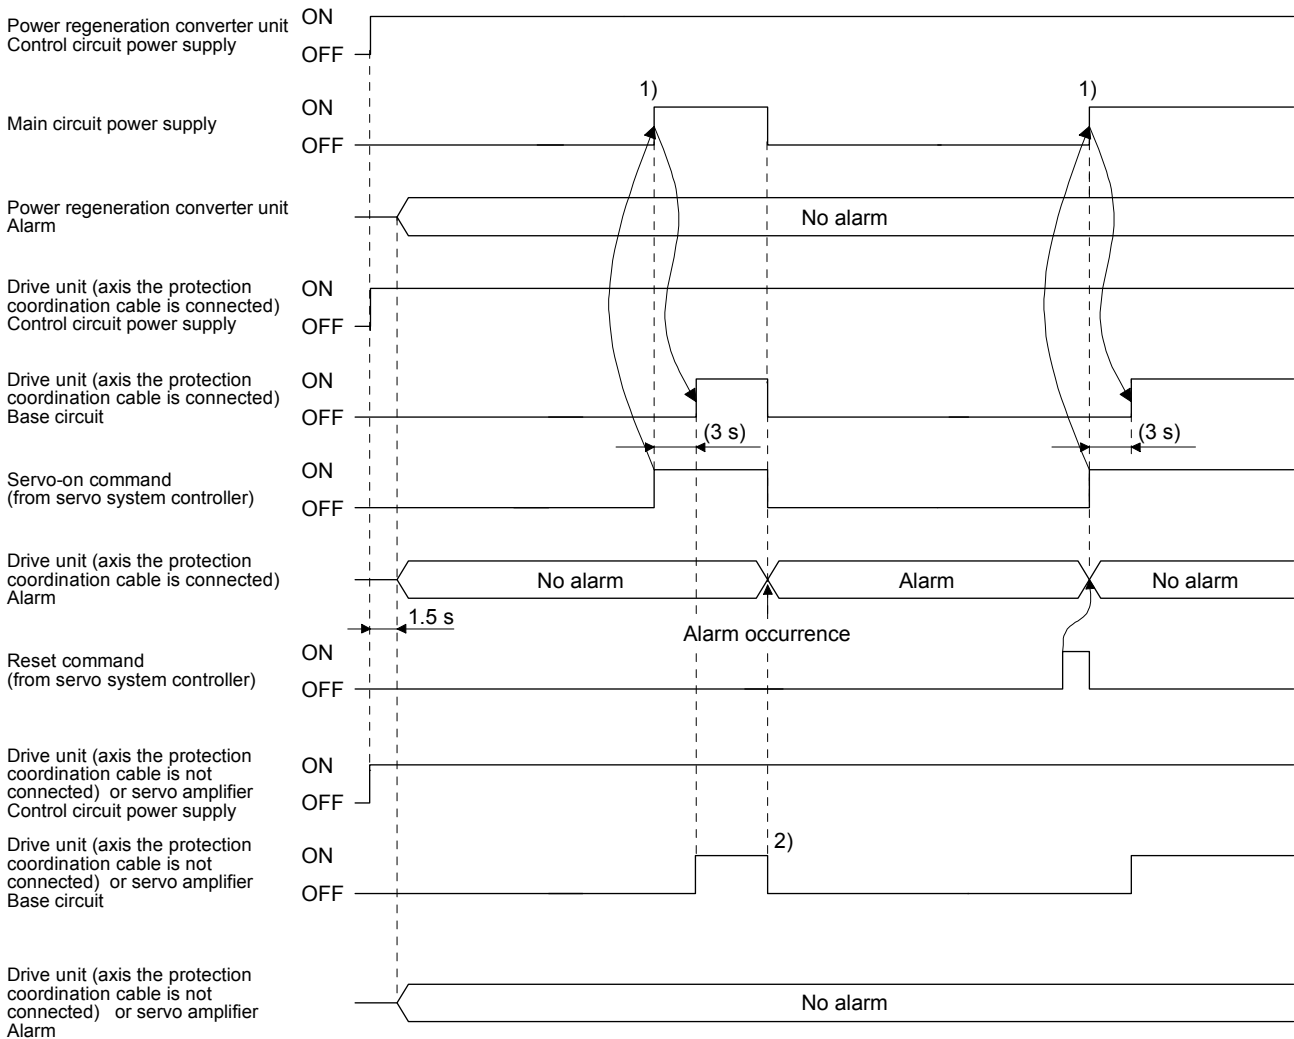 Power regeneration converter unit
Control circuit power supply
ON
OFF
Main circuit power supply
ON
OFF
1)
1)
Power regeneration converter unit
Alarm
No alarm
Drive unit (axis the protection
coordination cable is connected)
Control circuit power supply
ON
OFF
Drive unit (axis the protection
coordination cable is connected)
Base circuit
ON
OFF
(3 s)
(3 s)
Servo-on command
(from servo system controller)
ON
OFF
Drive unit (axis the protection
coordination cable is connected)
Alarm
No alarm
Alarm
No alarm
1.5 s
Alarm occurrence
Reset command
(from servo system controller)
ON
OFF
Drive unit (axis the protection
coordination cable is not
connected) or servo amplifier
Control circuit power supply
ON
OFF
Drive unit (axis the protection
coordination cable is not
connected) or servo amplifier
Base circuit
ON
OFF
2)
Drive unit (axis the protection
coordination cable is not
connected) or servo amplifier
Alarm
No alarm